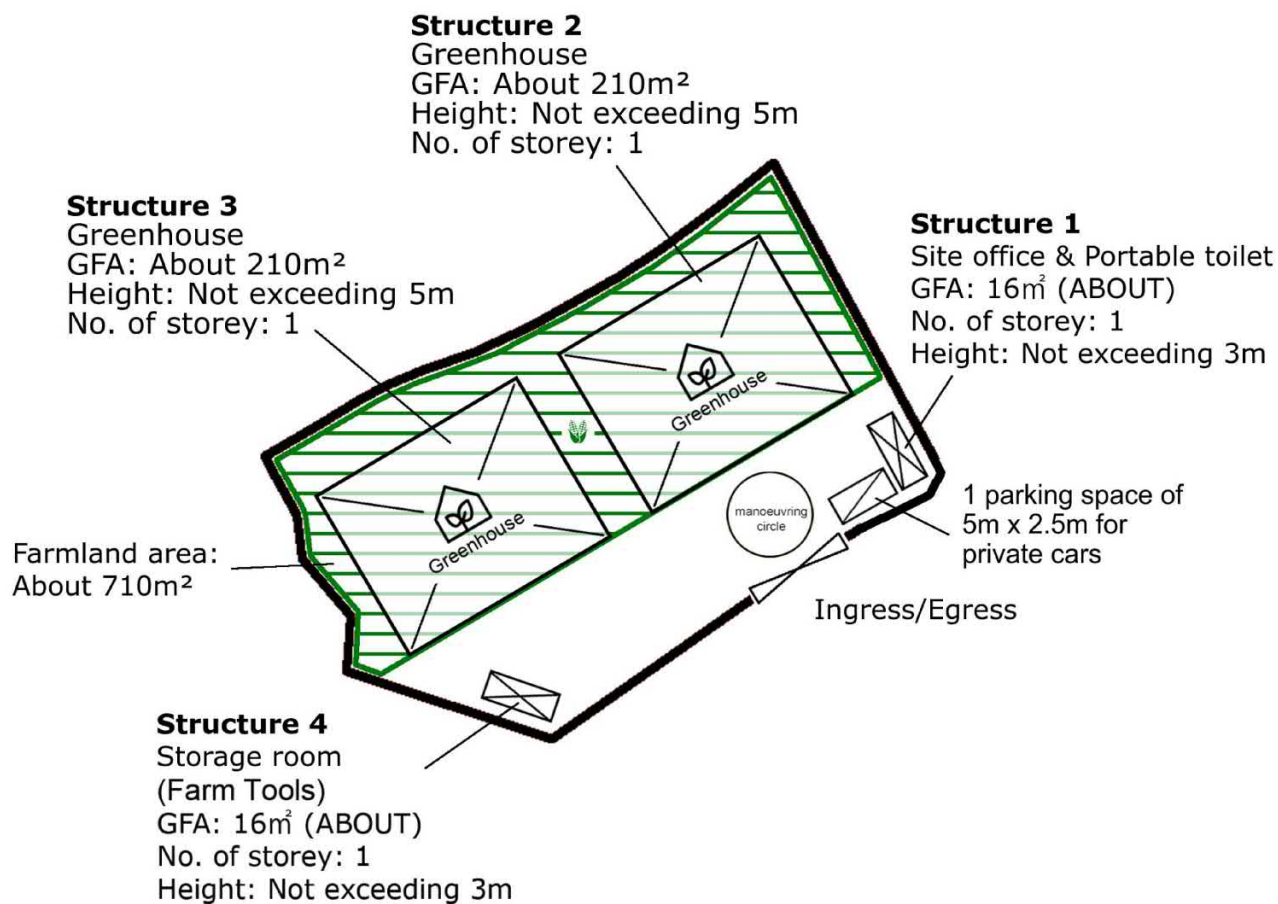 Structure 2
Greenhouse
GFA: About 210m²
Height: Not exceeding 5m
No. of storey: 1
Structure 3
Greenhouse
GFA: About 210m²
Height: Not exceeding 5m
No. of storey: 1
Structure 1
Site office & Portable toilet
GFA: 16㎡ (ABOUT)
No. of storey: 1
Height: Not exceeding 3m
Greenhouse
Greenhouse
manoeuvring
circle
1 parking space of
5m x 2.5m for
private cars
Farmland area:
About 710m²
Ingress/Egress
Structure 4
Storage room
(Farm Tools)
GFA: 16㎡ (ABOUT)
No. of storey: 1
Height: Not exceeding 3m